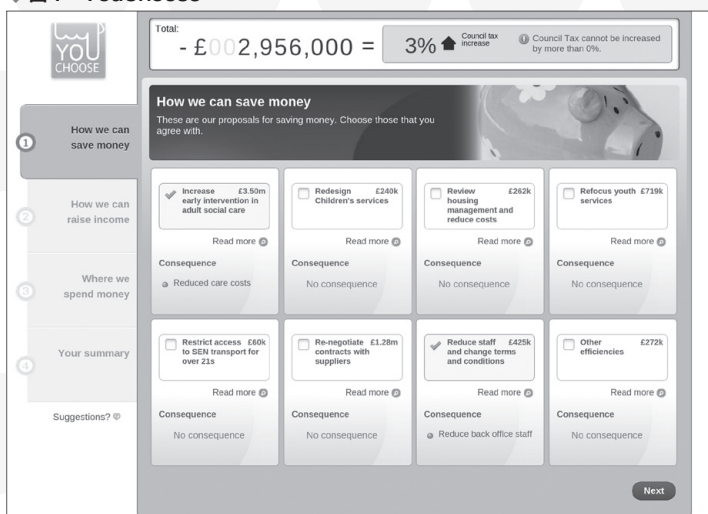 YOU
CHOOSE
Total:
- £002,956,000 =
3%
Council tax
increase
Council Tax cannot be increased
by more than 0%.
1
How we can
save money
2
How we can
raise income
3
Where we
spend money
4
Your summary
Suggestions?
How we can save money
These are our proposals for saving money. Choose those that you
agree with.
Increase £3.50m
early intervention in
adult social care
Read more
Consequence
Reduced care costs
Redesign £240k
Children's services
Read more
Consequence
No consequence
Review £262k
housing
management and
reduce costs
Read more
Consequence
No consequence
Refocus youth £719k
services
Read more
Consequence
No consequence
Restrict access £60k
to SEN transport for
over 21s
Read more
Consequence
No consequence
Re-negotiate £1.28m
contracts with
suppliers
Read more
Consequence
No consequence
Reduce staff £425k
and change terms
and conditions
Read more
Consequence
Reduce back office staff
Other £272k
efficiencies
Read more
Consequence
No consequence
Next